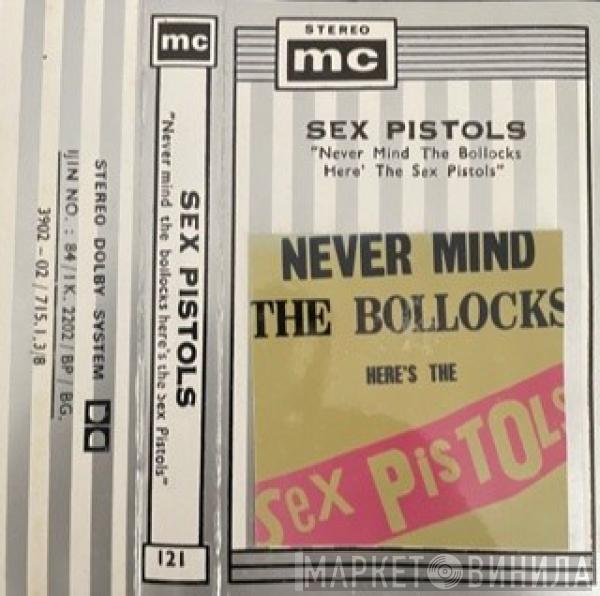 STEREO DOLBY SYSTEM
IJIN NO.: 84/1K. 2202/BP/BG.
3902 - 02/715.1.3/8
mc
SEX PISTOLS
"Never mind the bollocks here's the sex Pistols"
121
STEREO
mc
SEX PISTOLS
"Never Mind The Bollocks
Here' The Sex Pistols"
NEVER MIND
THE BOLLOCKS
HERE'S THE
Sex PiSTOLS
МАРКЕТ ВИНИЛА